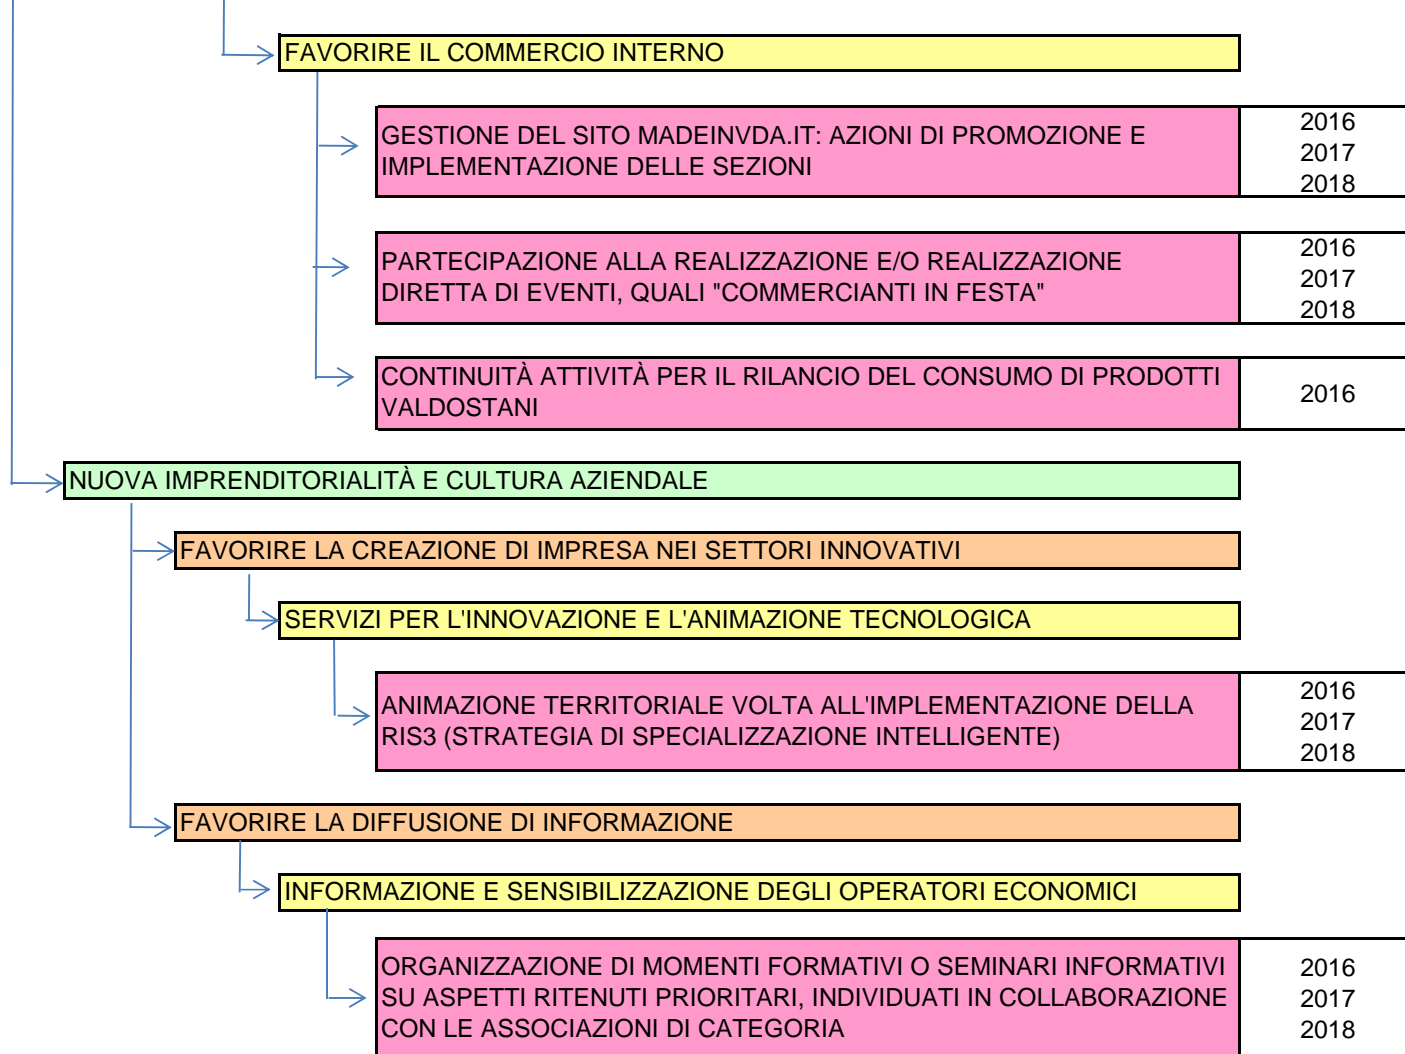 FAVORIRE IL COMMERCIO INTERNO
GESTIONE DEL SITO MADEINVDA.IT: AZIONI DI PROMOZIONE E
IMPLEMENTAZIONE DELLE SEZIONI
2016
2017
2018
PARTECIPAZIONE ALLA REALIZZAZIONE E/O REALIZZAZIONE
DIRETTA DI EVENTI, QUALI "COMMERCIANTI IN FESTA"
2016
2017
2018
CONTINUITÀ ATTIVITÀ PER IL RILANCIO DEL CONSUMO DI PRODOTTI
VALDOSTANI
2016
NUOVA IMPRENDITORIALITÀ E CULTURA AZIENDALE
FAVORIRE LA CREAZIONE DI IMPRESA NEI SETTORI INNOVATIVI
SERVIZI PER L'INNOVAZIONE E L'ANIMAZIONE TECNOLOGICA
ANIMAZIONE TERRITORIALE VOLTA ALL'IMPLEMENTAZIONE DELLA
RIS3 (STRATEGIA DI SPECIALIZZAZIONE INTELLIGENTE)
2016
2017
2018
FAVORIRE LA DIFFUSIONE DI INFORMAZIONE
INFORMAZIONE E SENSIBILIZZAZIONE DEGLI OPERATORI ECONOMICI
ORGANIZZAZIONE DI MOMENTI FORMATIVI O SEMINARI INFORMATIVI
SU ASPETTI RITENUTI PRIORITARI, INDIVIDUATI IN COLLABORAZIONE
CON LE ASSOCIAZIONI DI CATEGORIA
2016
2017
2018